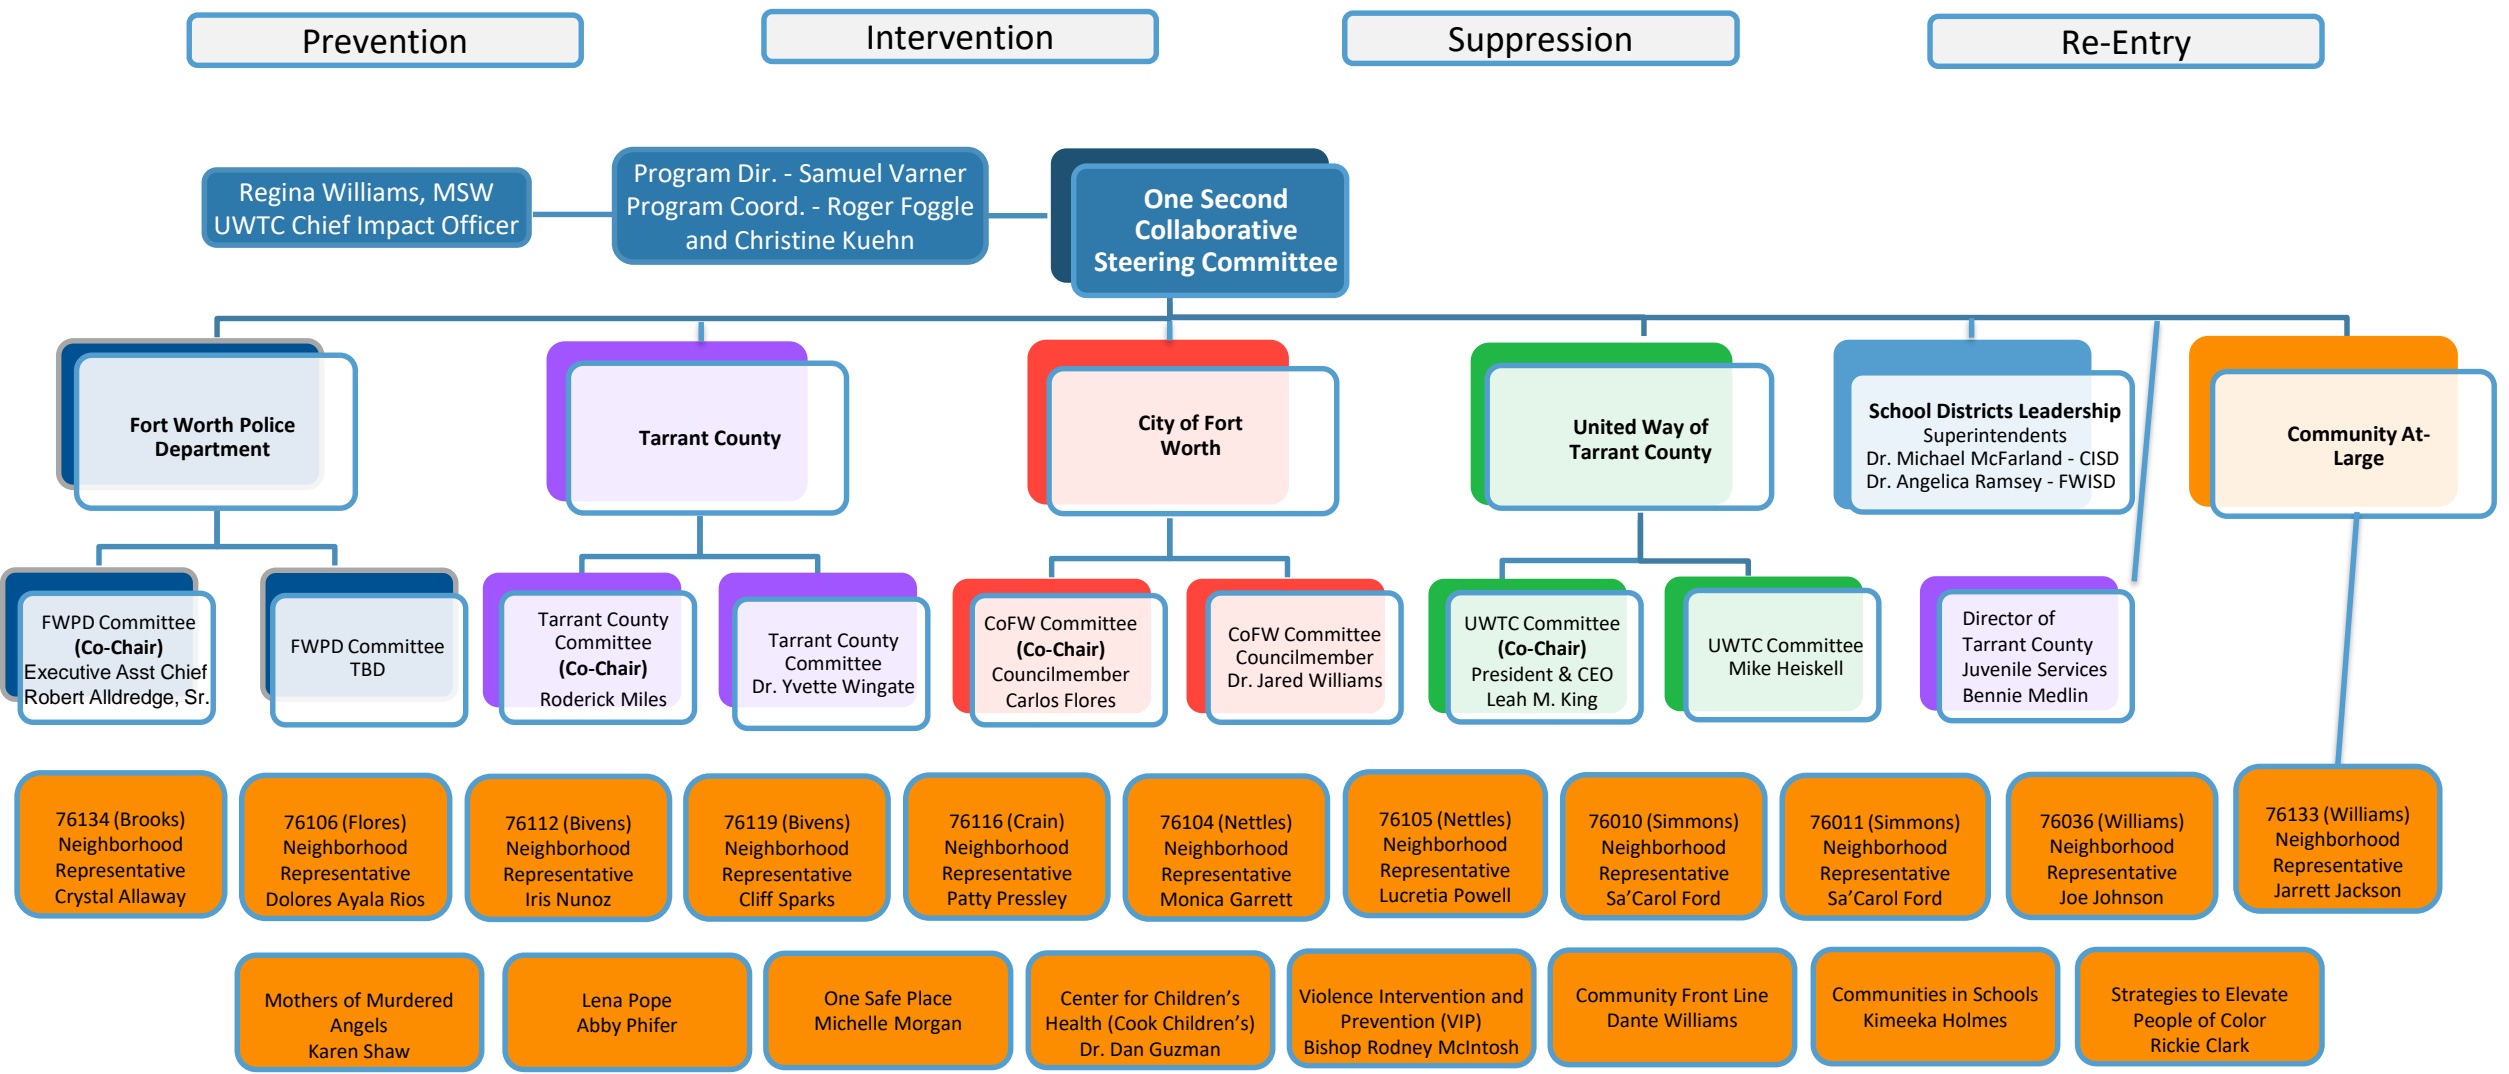 Prevention
Intervention
Suppression
Re-Entry
Regina Williams, MSW
UWTC Chief Impact Officer
Program Dir. - Samuel Varner
Program Coord. - Roger Foggle
and Christine Kuehn
One Second
Collaborative
Steering Committee
Fort Worth Police
Department
Tarrant County
City of Fort
Worth
United Way of
Tarrant County
School Districts Leadership
Superintendents
Dr. Michael McFarland - CISD
Dr. Angelica Ramsey - FWISD
Community At-
Large
FWPD Committee
(Co-Chair)
Executive Asst Chief
Robert Alldredge, Sr.
FWPD Committee
TBD
Tarrant County
Committee
(Co-Chair)
Roderick Miles
Tarrant County
Committee
Dr. Yvette Wingate
CoFW Committee
(Co-Chair)
Councilmember
Carlos Flores
CoFW Committee
Councilmember
Dr. Jared Williams
UWTC Committee
(Co-Chair)
President & CEO
Leah M. King
UWTC Committee
Mike Heiskell
Director of
Tarrant County
Juvenile Services
Bennie Medlin
76134 (Brooks)
Neighborhood
Representative
Crystal Allaway
76106 (Flores)
Neighborhood
Representative
Dolores Ayala Rios
76112 (Bivens)
Neighborhood
Representative
Iris Nunoz
76119 (Bivens)
Neighborhood
Representative
Cliff Sparks
76116 (Crain)
Neighborhood
Representative
Patty Pressley
76104 (Nettles)
Neighborhood
Representative
Monica Garrett
76105 (Nettles)
Neighborhood
Representative
Lucretia Powell
76010 (Simmons)
Neighborhood
Representative
Sa’Carol Ford
76011 (Simmons)
Neighborhood
Representative
Sa’Carol Ford
76036 (Williams)
Neighborhood
Representative
Joe Johnson
76133 (Williams)
Neighborhood
Representative
Jarrett Jackson
Mothers of Murdered
Angels
Karen Shaw
Lena Pope
Abby Phifer
One Safe Place
Michelle Morgan
Center for Children’s
Health (Cook Children’s)
Dr. Dan Guzman
Violence Intervention and
Prevention (VIP)
Bishop Rodney McIntosh
Community Front Line
Dante Williams
Communities in Schools
Kimeeka Holmes
Strategies to Elevate
People of Color
Rickie Clark